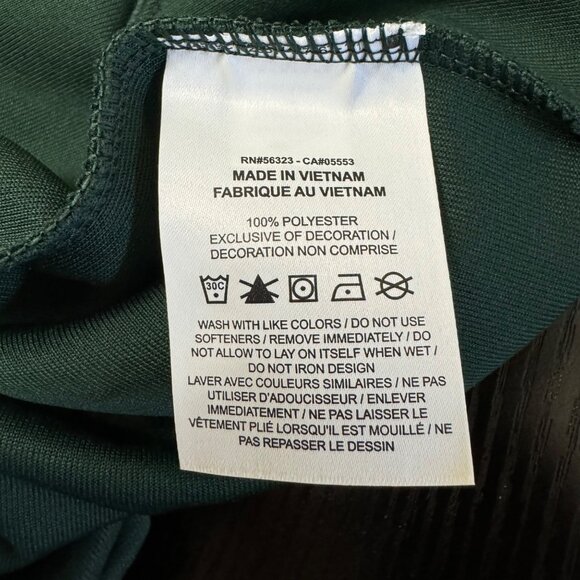 RN#56323 - CA#05553
MADE IN VIETNAM
FABRIQUE AU VIETNAM
100% POLYESTER
EXCLUSIVE OF DECORATION /
DECORATION NON COMPRISE
30C
WASH WITH LIKE COLORS / DO NOT USE
SOFTENERS / REMOVE IMMEDIATELY / DO
NOT ALLOW TO LAY ON ITSELF WHEN WET /
DO NOT IRON DESIGN
LAVER AVEC COULEURS SIMILAIRES / NE PAS
UTILISER D'ADOUCISSEUR / ENLEVER
IMMEDIATEMENT / NE PAS LAISSER LE
VÊTEMENT PLIÉ LORSQU'IL EST MOUILLÉ / NE
PAS REPASSER LE DESSIN